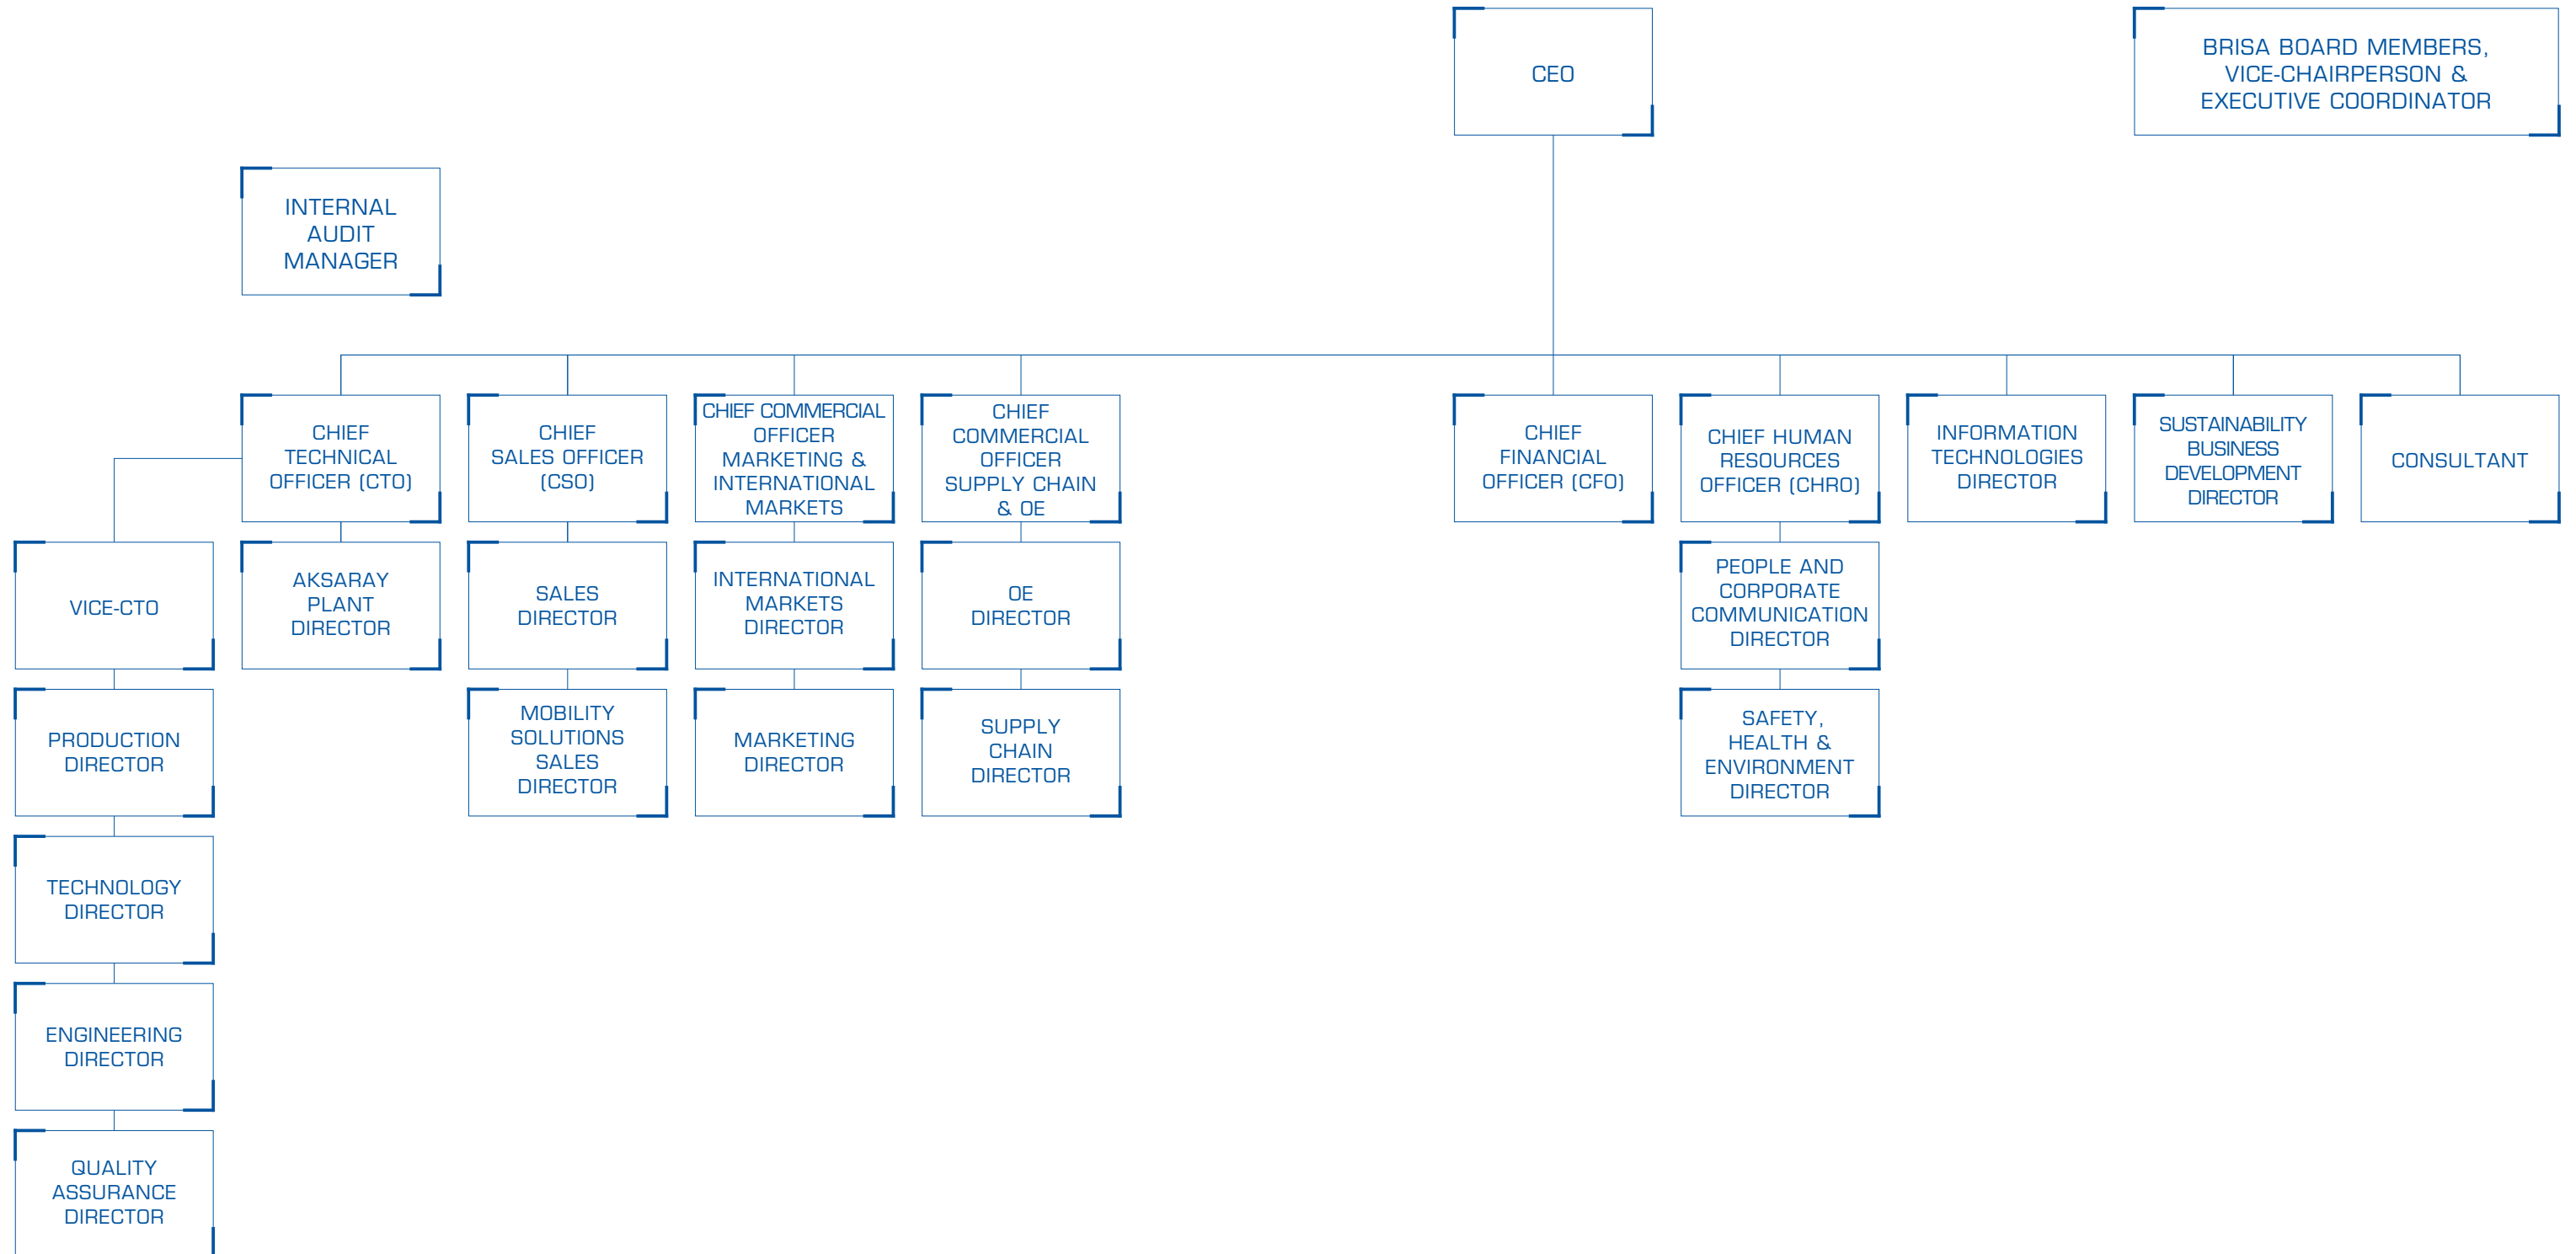 CEO
BRISA BOARD MEMBERS,
VICE-CHAIRPERSON &
EXECUTIVE COORDINATOR
INTERNAL
AUDIT
MANAGER
CHIEF
TECHNICAL
OFFICER (CTO)
CHIEF
SALES OFFICER
(CSO)
CHIEF COMMERCIAL
OFFICER
MARKETING &
INTERNATIONAL
MARKETS
CHIEF
COMMERCIAL
OFFICER
SUPPLY CHAIN
& OE
CHIEF
FINANCIAL
OFFICER (CFO)
CHIEF HUMAN
RESOURCES
OFFICER (CHRO)
INFORMATION
TECHNOLOGIES
DIRECTOR
SUSTAINABILITY
BUSINESS
DEVELOPMENT
DIRECTOR
CONSULTANT
VICE-CTO
AKSARAY
PLANT
DIRECTOR
SALES
DIRECTOR
INTERNATIONAL
MARKETS
DIRECTOR
OE
DIRECTOR
PEOPLE AND
CORPORATE
COMMUNICATION
DIRECTOR
PRODUCTION
DIRECTOR
MOBILITY
SOLUTIONS
SALES
DIRECTOR
MARKETING
DIRECTOR
SUPPLY
CHAIN
DIRECTOR
SAFETY,
HEALTH &
ENVIRONMENT
DIRECTOR
TECHNOLOGY
DIRECTOR
ENGINEERING
DIRECTOR
QUALITY
ASSURANCE
DIRECTOR